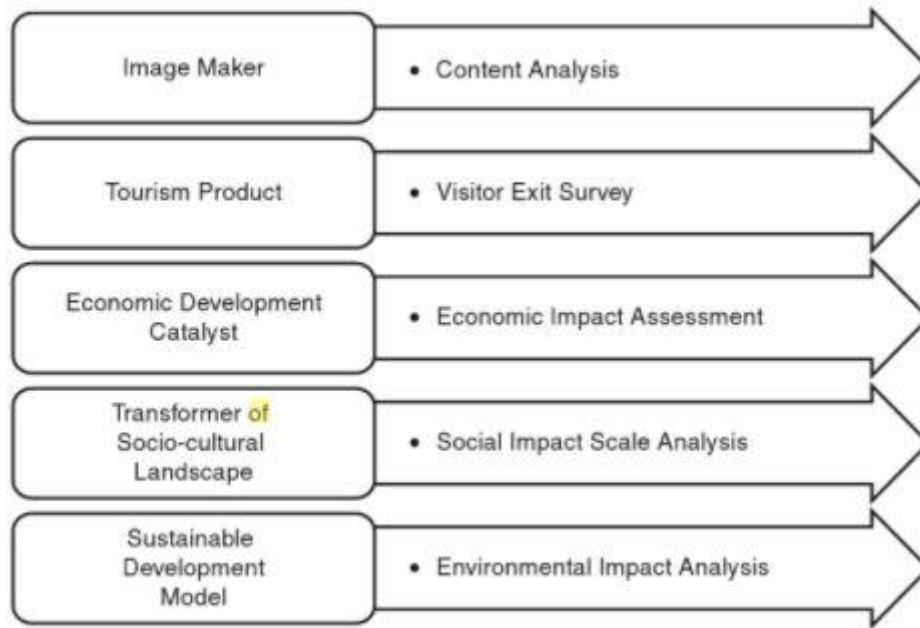 Image Maker
• Content Analysis
Tourism Product
• Visitor Exit Survey
Economic Development
Catalyst
• Economic Impact Assessment
Transformer of
Socio-cultural
Landscape
• Social Impact Scale Analysis
Sustainable
Development
Model
• Environmental Impact Analysis